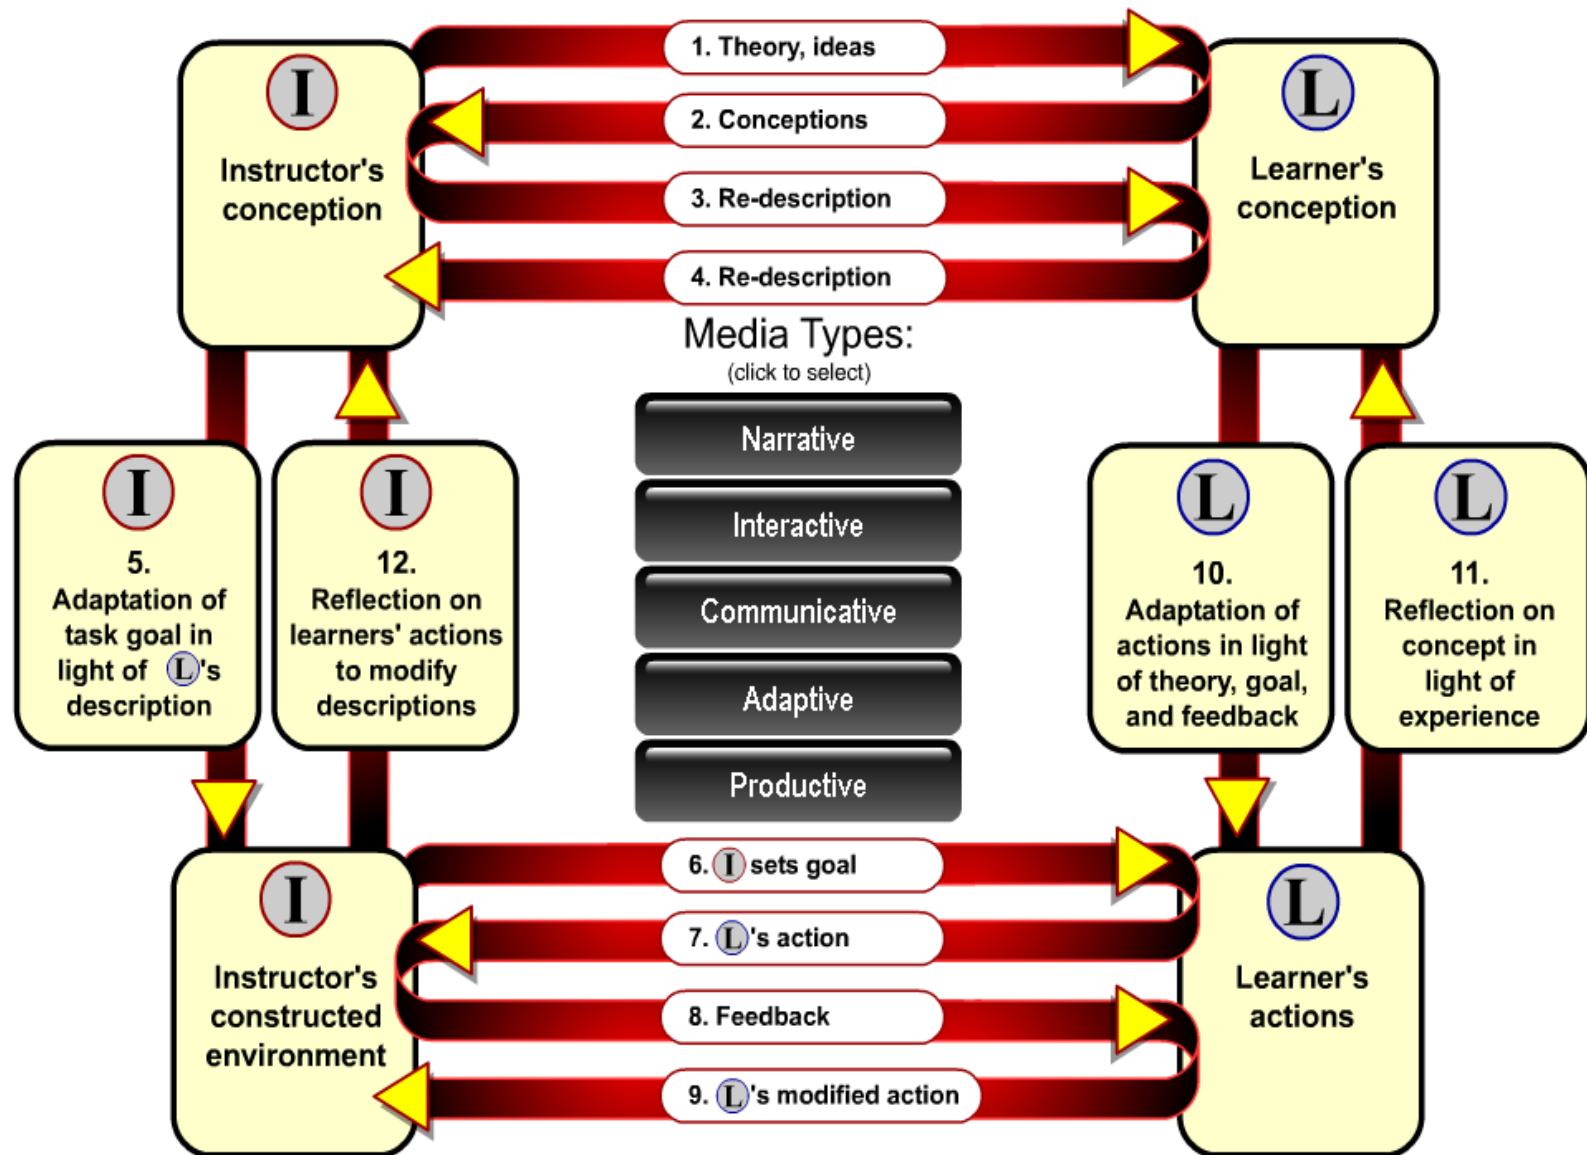 1. Theory, ideas
I
Instructor's
conception
2. Conceptions
3. Re-description
4. Re-description
L
Learner's
conception
Media Types:
(click to select)
Narrative
Interactive
Communicative
Adaptive
Productive
I
5.
Adaptation of
task goal in
light of L's
description
I
12.
Reflection on
learners' actions
to modify
descriptions
L
10.
Adaptation of
actions in light
of theory, goal,
and feedback
L
11.
Reflection on
concept in
light of
experience
I
Instructor's
constructed
environment
6. I sets goal
7. L's action
8. Feedback
9. L's modified action
L
Learner's
actions